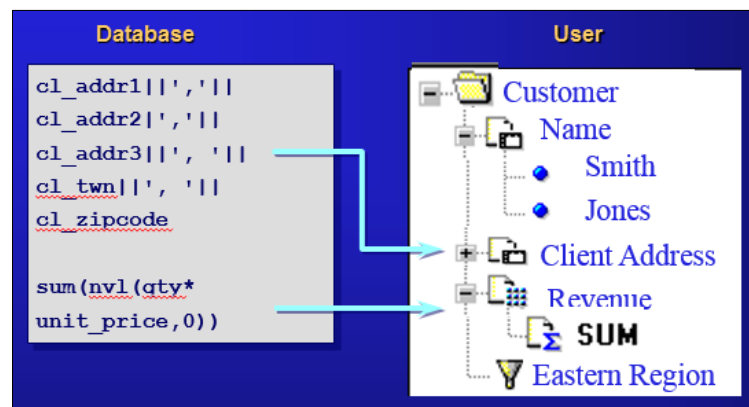 Database
User
cl_addr1||','||
cl_addr2|','||
cl_addr3||', '||
cl_twn||', '||
cl_zipcode
sum(nvl(qty*
unit_price,0))
Customer
Name
Smith
Jones
Client Address
Revenue
Σ SUM
Eastern Region